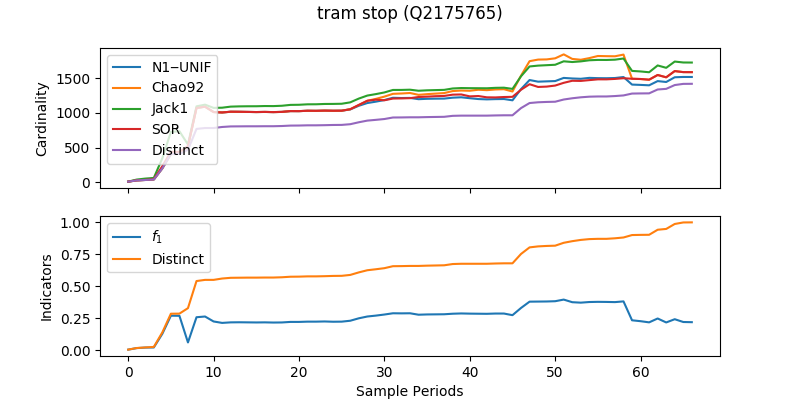 tram stop (Q2175765)
Cardinality
1500
1000
500
0
N1−UNIF
Chao92
Jack1
SOR
Distinct
Indicators
1.00
0.75
0.50
0.25
0.00
f1
Distinct
0 10 20 30 40 50 60
Sample Periods